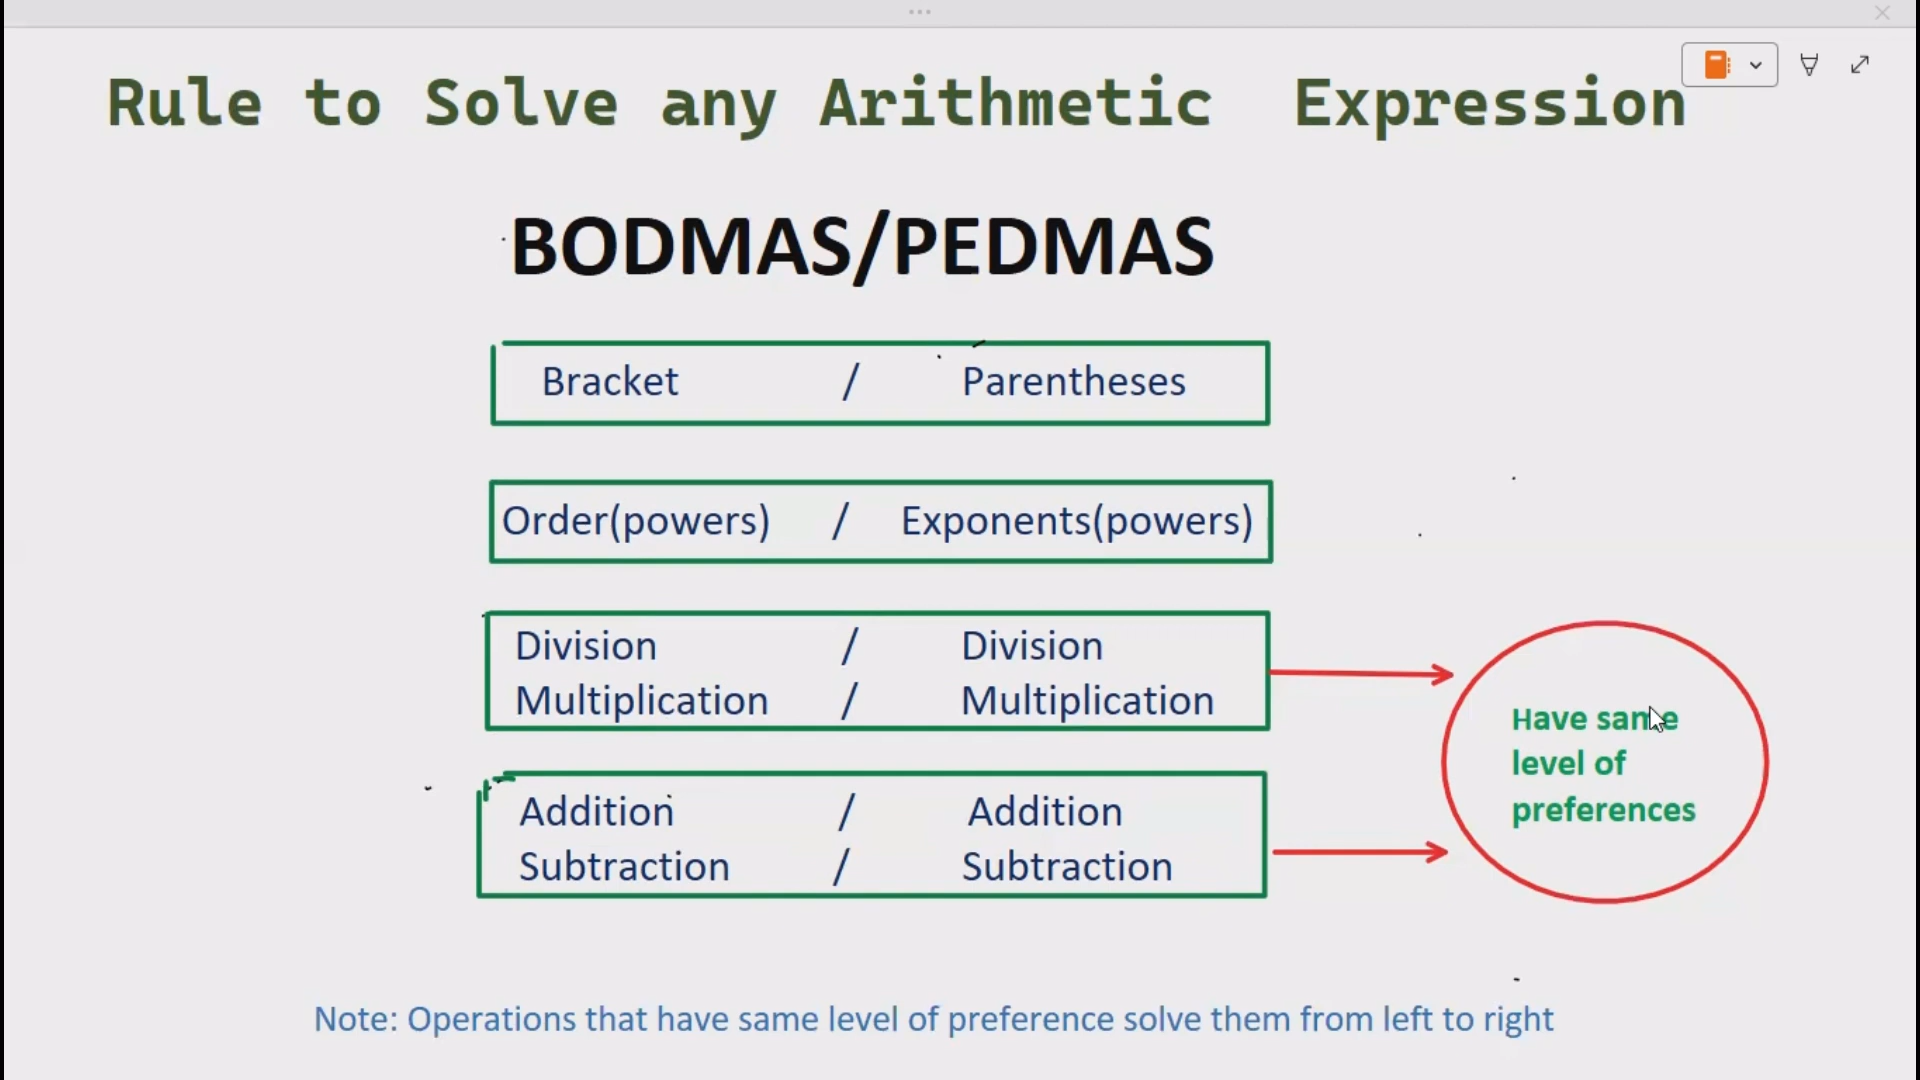 Rule to Solve any Arithmetic Expression
BODMAS/PEDMAS
Bracket / Parentheses
Order(powers) / Exponents(powers)
Division / Division
Multiplication / Multiplication
Have same
level of
preferences
Addition / Addition
Subtraction / Subtraction
Note: Operations that have same level of preference solve them from left to right